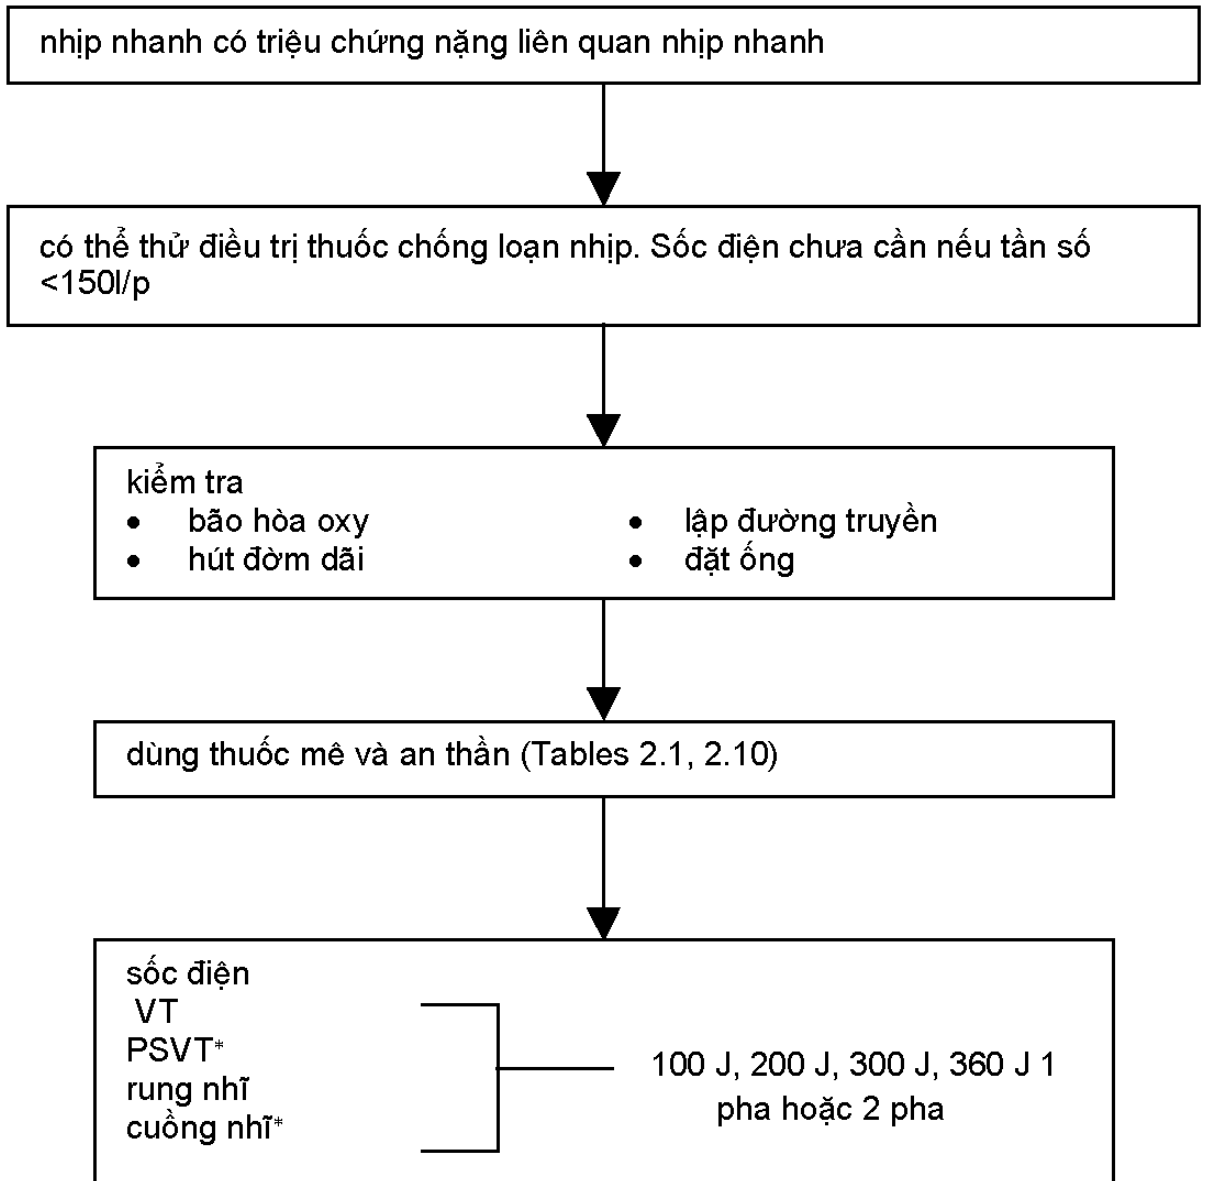 nhịp nhanh có triệu chứng nặng liên quan nhịp nhanh
có thể thử điều trị thuốc chống loạn nhịp. Sốc điện chưa cần nếu tần số
<150l/p
kiểm tra
• bão hòa oxy
• hút đờm dãi
• lập đường truyền
• đặt ống
dùng thuốc mê và an thần (Tables 2.1, 2.10)
sốc điện
VT
PSVT*
rung nhĩ
cuồng nhĩ*
100 J, 200 J, 300 J, 360 J 1
pha hoặc 2 pha